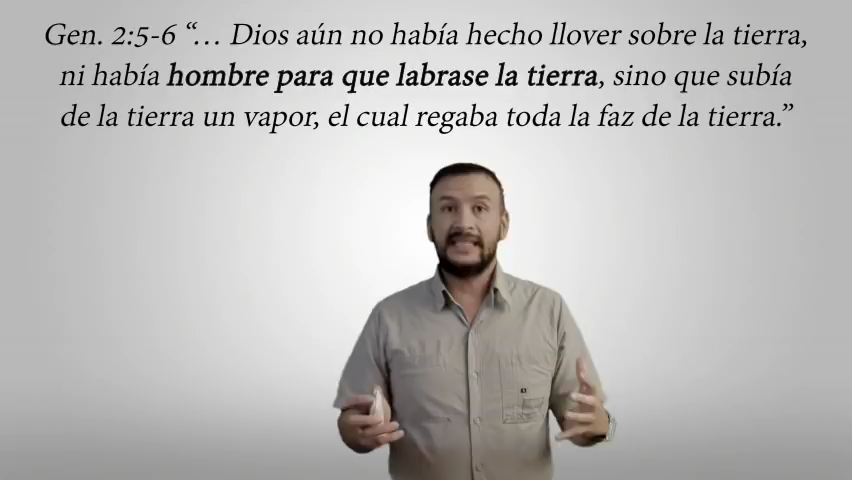 Gen. 2:5-6 “… Dios aún no había hecho llover sobre la tierra,
ni había hombre para que labrase la tierra, sino que subía
de la tierra un vapor, el cual regaba toda la faz de la tierra.”